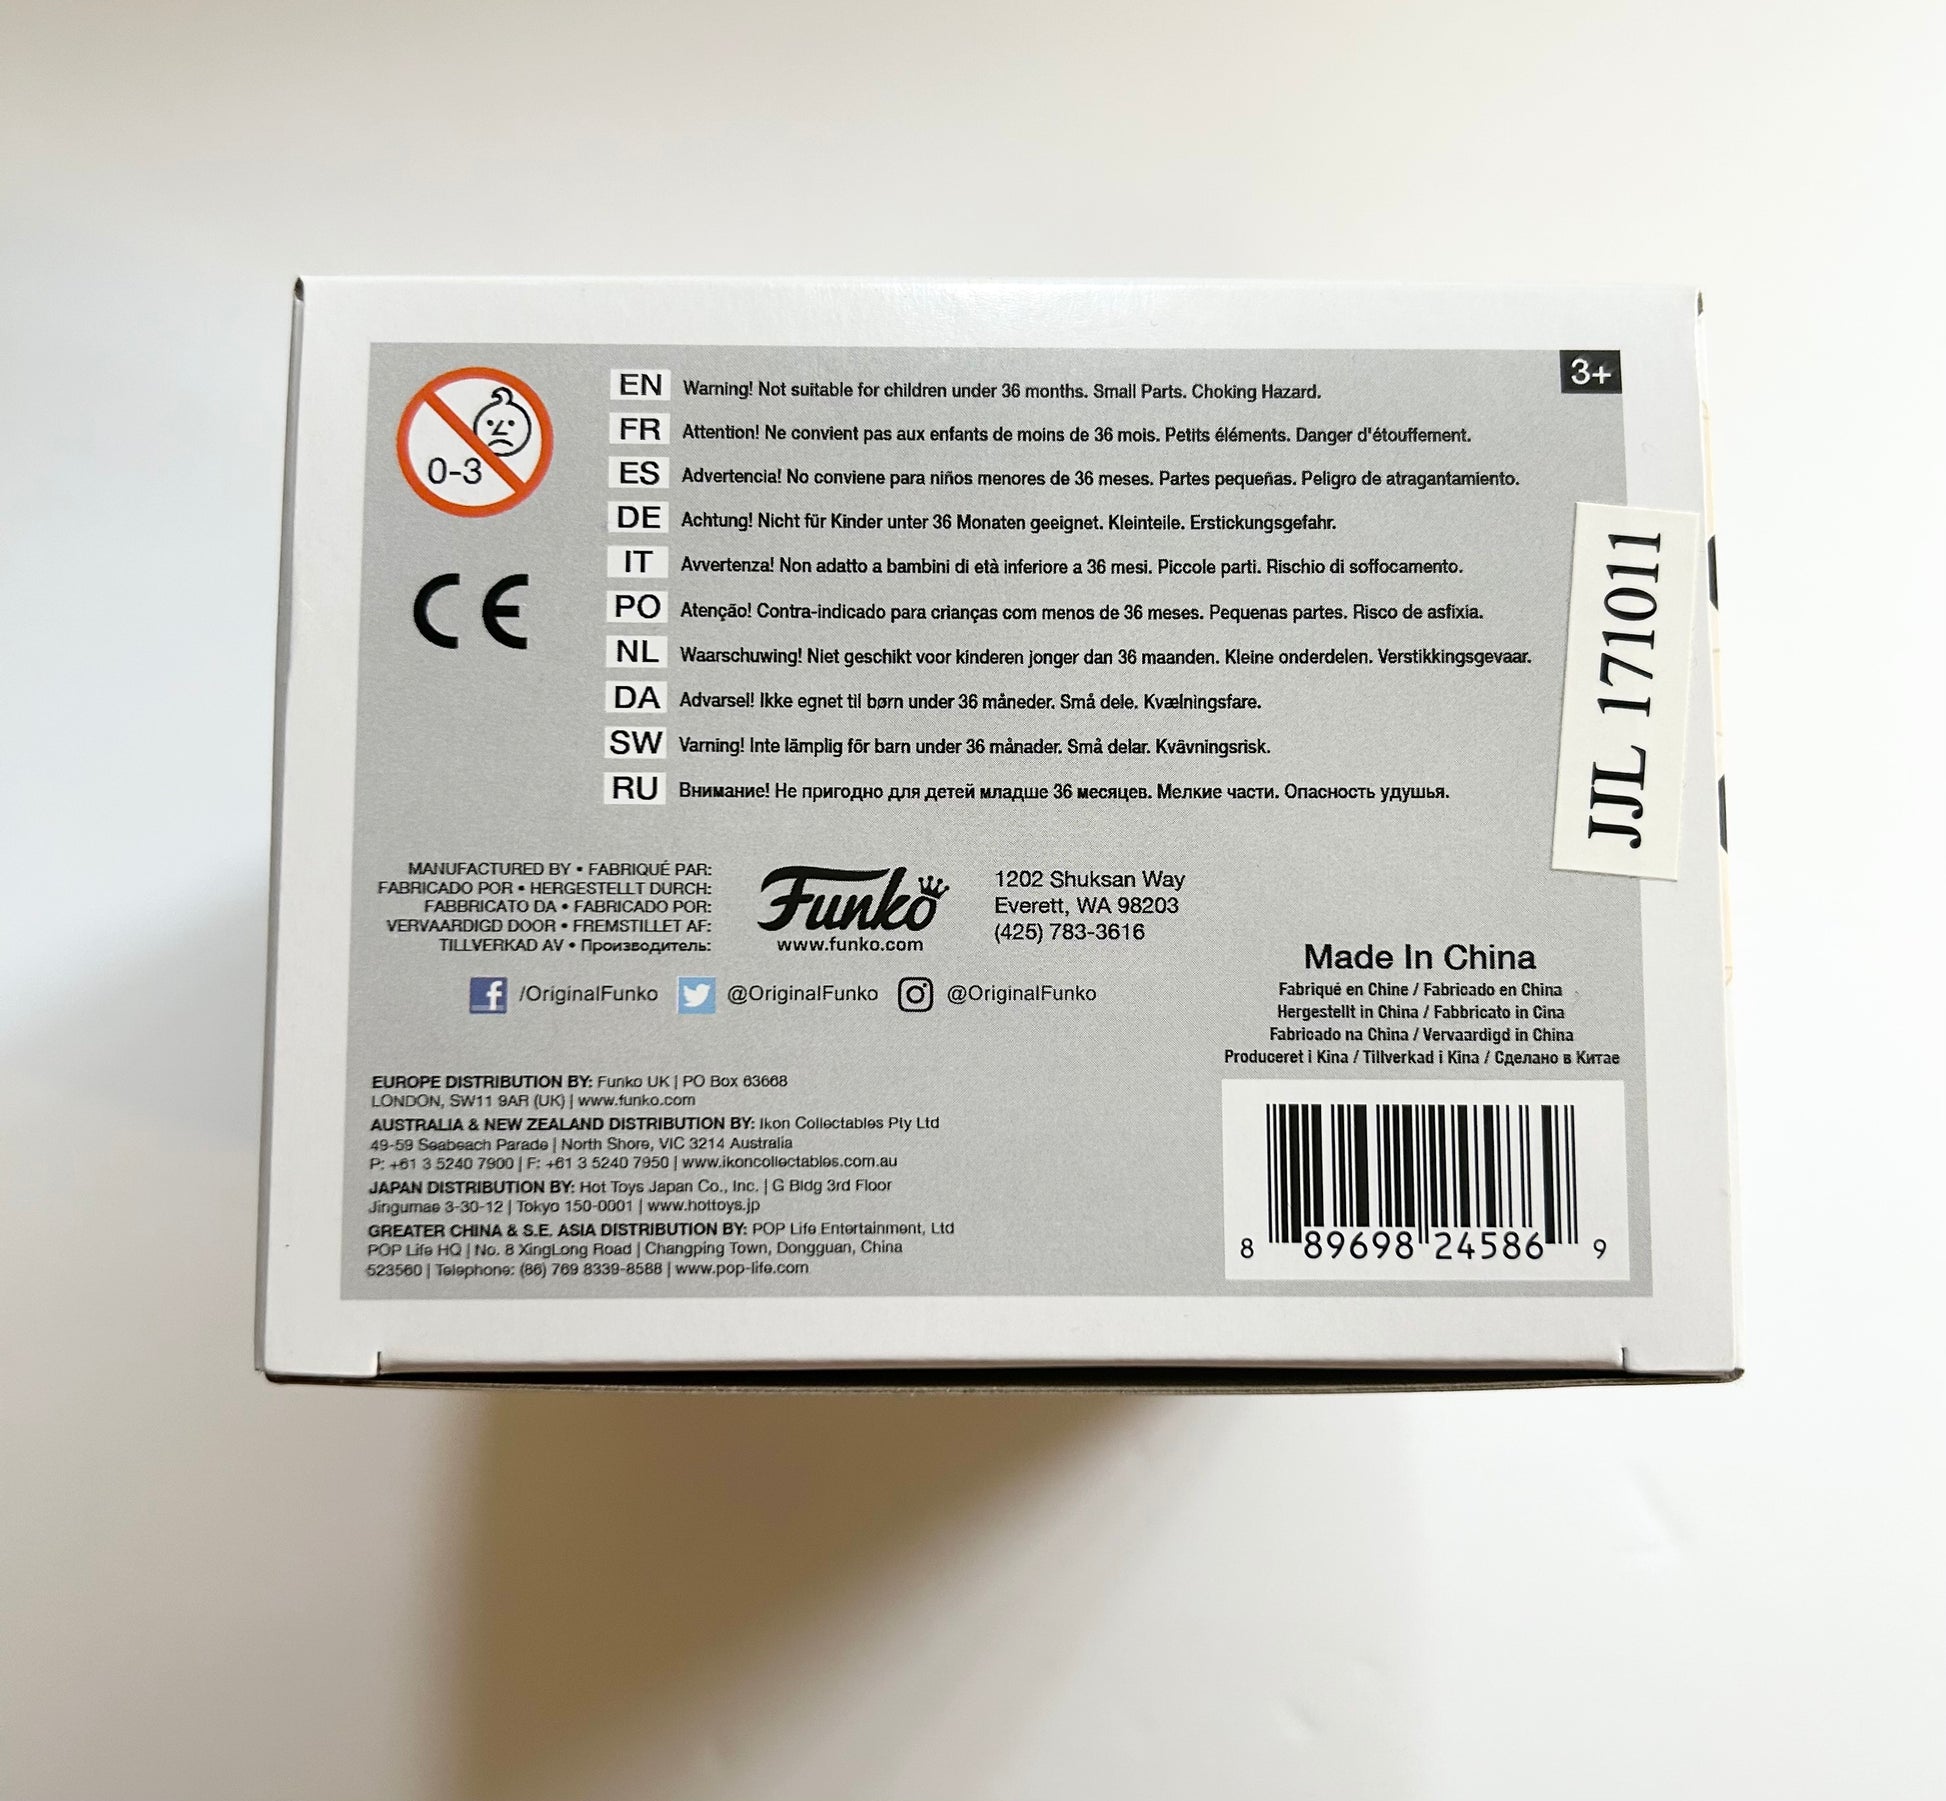 3+
0-3
EN Warning! Not suitable for children under 36 months. Small Parts. Choking Hazard.
FR Attention! Ne convient pas aux enfants de moins de 36 mois. Petits éléments. Danger d'étouffement.
ES Advertencia! No conviene para niños menores de 36 meses. Partes pequeñas. Peligro de atragantamiento.
DE Achtung! Nicht für Kinder unter 36 Monaten geeignet. Kleinteile. Erstickungsgefahr.
IT Avvertenza! Non adatto a bambini di età inferiore a 36 mesi. Piccole parti. Rischio di soffocamento.
PO Atenção! Contra-indicado para crianças com menos de 36 meses. Pequenas partes. Risco de asfixia.
NL Waarschuwing! Niet geschikt voor kinderen jonger dan 36 maanden. Kleine onderdelen. Verstikkingsgevaar.
DA Advarsel! Ikke egnet til børn under 36 måneder. Små dele. Kvælningsfare.
SW Varning! Inte lämplig för barn under 36 månader. Små delar. Kvävningsrisk.
RU Внимание! Не пригодно для детей младше 36 месяцев. Мелкие части. Опасность удушья.
CE
JJL 171011
MANUFACTURED BY • FABRIQUÉ PAR:
FABRICADO POR • HERGESTELLT DURCH:
FABBRICATO DA • FABRICADO POR:
VERVAARDIGD DOOR • FREMSTILLET AF:
TILLVERKAD AV • Производитель:
Funko
www.funko.com
1202 Shuksan Way
Everett, WA 98203
(425) 783-3616
/OriginalFunko @OriginalFunko @OriginalFunko
Made In China
Fabriqué en Chine / Fabricado en China
Hergestellt in China / Fabbricato in Cina
Fabricado na China / Vervaardigd in China
Produceret i Kina / Tillverkad i Kina / Сделано в Китае
EUROPE DISTRIBUTION BY: Funko UK | PO Box 63668
LONDON, SW11 9AR (UK) | www.funko.com
AUSTRALIA & NEW ZEALAND DISTRIBUTION BY: Ikon Collectables Pty Ltd
49-59 Seabeach Parade | North Shore, VIC 3214 Australia
P: +61 3 5240 7900 | F: +61 3 5240 7950 | www.ikoncollectables.com.au
JAPAN DISTRIBUTION BY: Hot Toys Japan Co., Inc. | G Bldg 3rd Floor
Jingumae 3-30-12 | Tokyo 150-0001 | www.hottoys.jp
GREATER CHINA & S.E. ASIA DISTRIBUTION BY: POP Life Entertainment, Ltd
POP Life HQ | No. 8 XingLong Road | Changping Town, Dongguan, China
523560 | Telephone: (86) 769 8339-8588 | www.pop-life.com
8 89698 24586 9